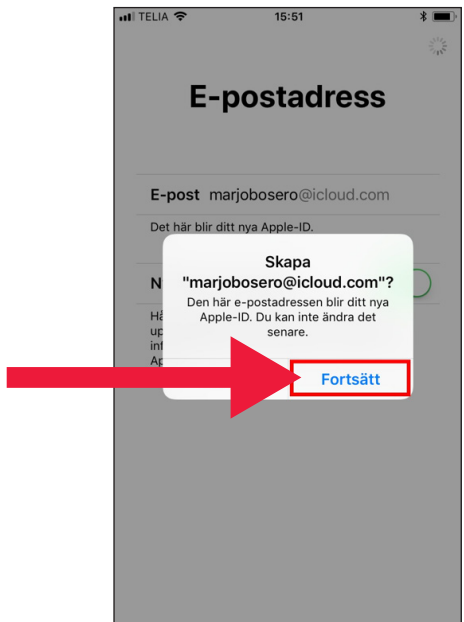 TELIA 15:51
E-postadress
E-post marjobosero@icloud.com
Det här blir ditt nya Apple-ID.
Skapa
"marjobosero@icloud.com"?
Den här e-postadressen blir ditt nya
Apple-ID. Du kan inte ändra det
senare.
Fortsätt